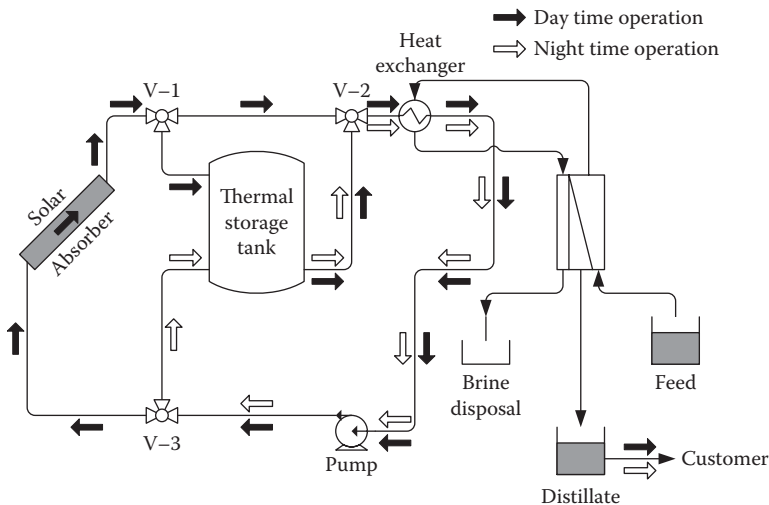 Day time operation
Night time operation
Heat
exchanger
V–1
V–2
Solar
Absorber
Thermal
storage
tank
V–3
Pump
Brine
disposal
Feed
Distillate
Customer